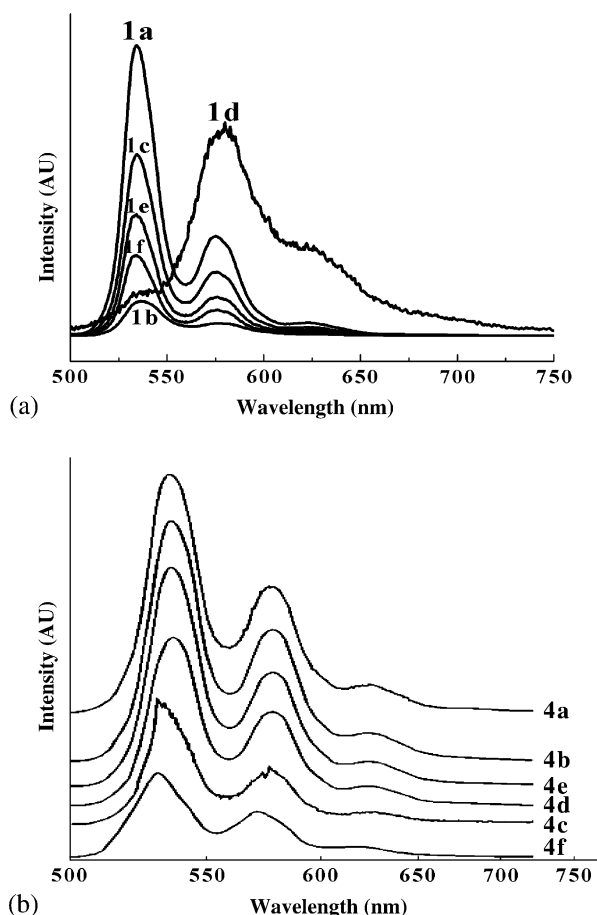 1a
1d
1c
1e
1f
1b
Intensity (AU)
500 550 600 650 700 750
Wavelength (nm)
(a)
4a
4b
4e
4d
4c
4f
Intensity (AU)
500 550 600 650 700 750
Wavelength (nm)
(b)